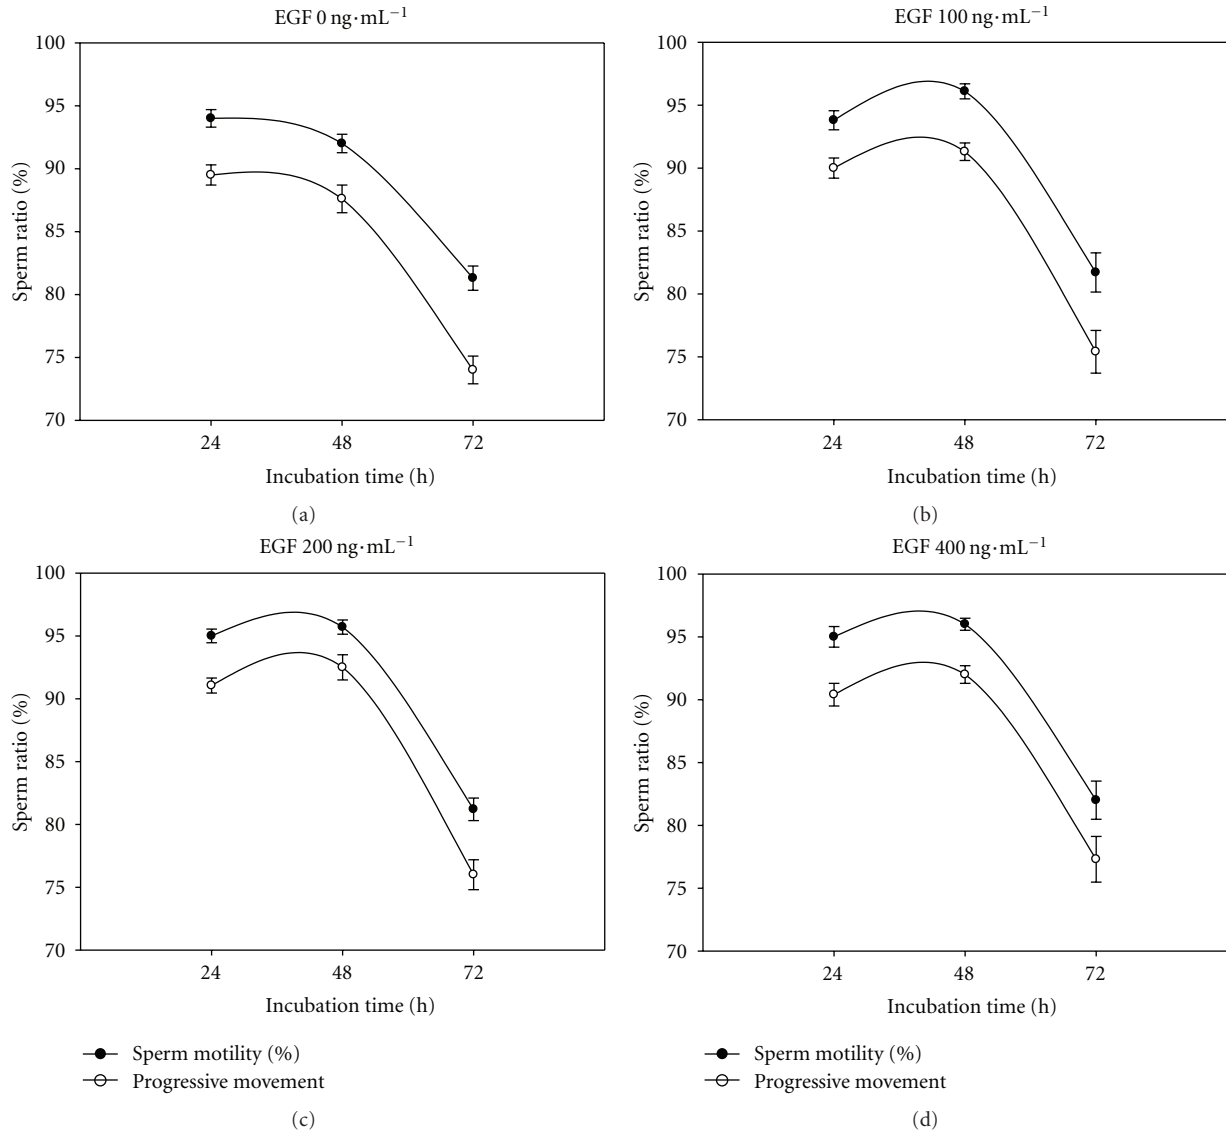 EGF 0 ng·mL⁻¹
100
95
90
85
80
75
70
Sperm ratio (%)
24 48 72
Incubation time (h)
(a)
EGF 100 ng·mL⁻¹
100
95
90
85
80
75
70
Sperm ratio (%)
24 48 72
Incubation time (h)
(b)
EGF 200 ng·mL⁻¹
100
95
90
85
80
75
70
Sperm ratio (%)
24 48 72
Incubation time (h)
Sperm motility (%)
Progressive movement
(c)
EGF 400 ng·mL⁻¹
100
95
90
85
80
75
70
Sperm ratio (%)
24 48 72
Incubation time (h)
Sperm motility (%)
Progressive movement
(d)